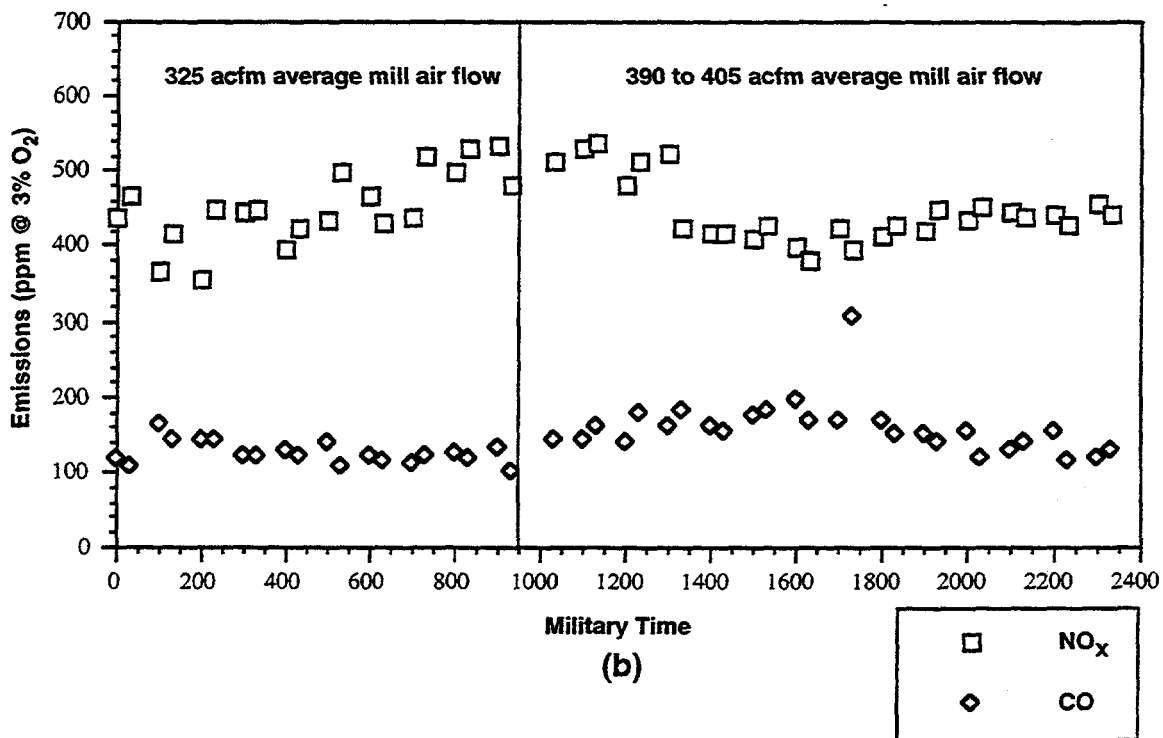 700
600
500
400
300
200
100
0
Emissions (ppm @ 3% O₂)
325 acfm average mill air flow
390 to 405 acfm average mill air flow
0 200 400 600 800 1000 1200 1400 1600 1800 2000 2200 2400
Military Time
(b)
NOₓ
CO